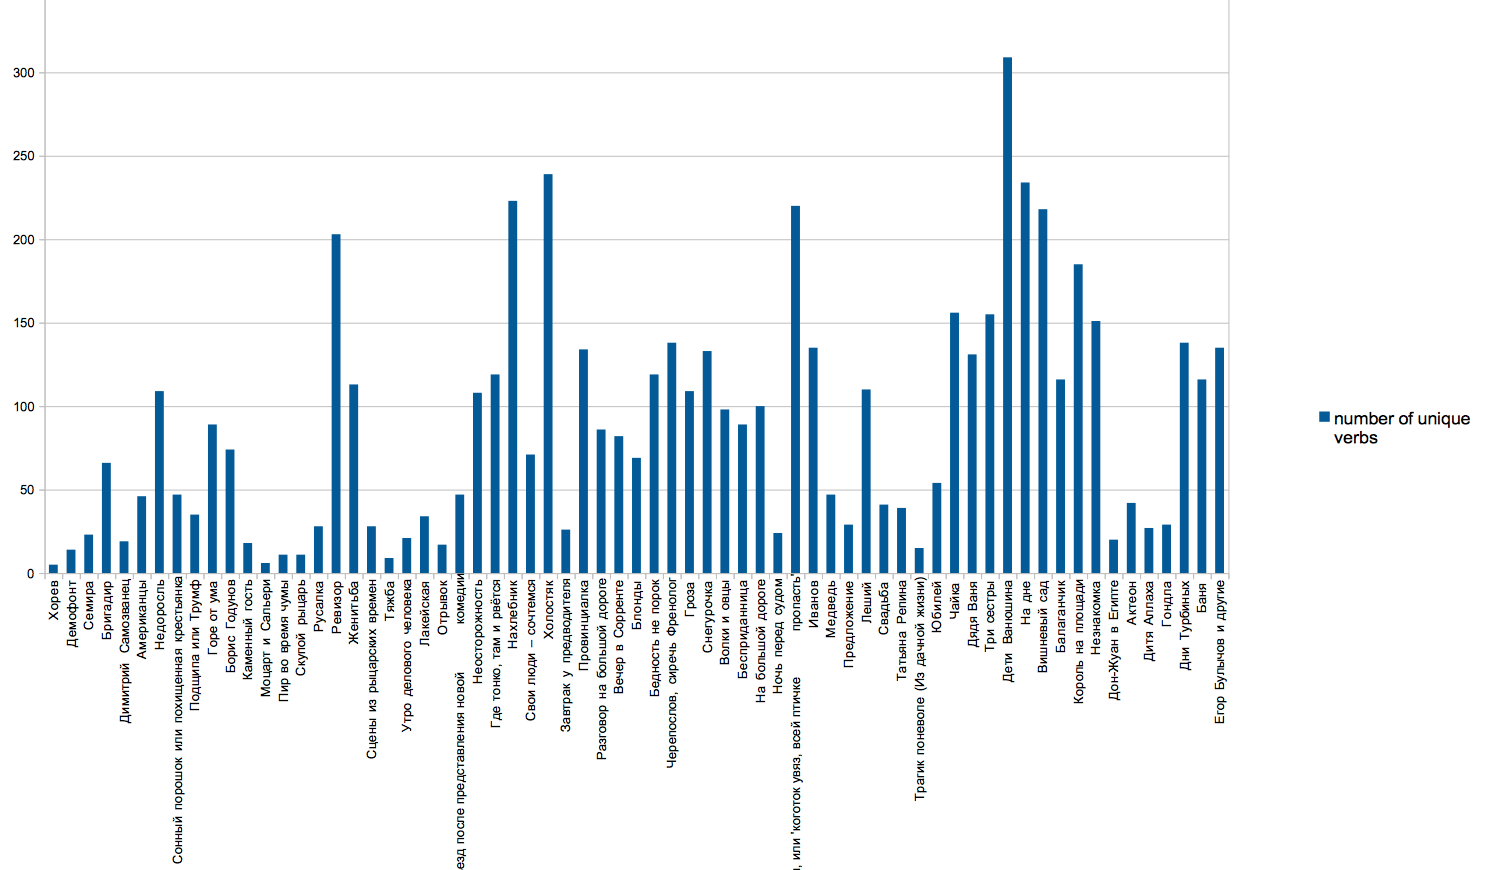 300
250
200
150
100
50
0
Хорев
Демофонт
Семира
Бригадир
Димитрий Самозванец
Американцы
Недоросль
Сонный порошок или похищенная крестьянка
Подщипа или Трумф
Горе от ума
Борис Годунов
Каменный гость
Моцарт и Сальери
Пир во время чумы
Скупой рыцарь
Русалка
Ревизор
Женитьба
Сцены из рыцарских времен
Тяжба
Утро делового человека
Лакейская
Отрывок
езд после представления новой комедии
Неосторожность
Где тонко, там и рвётся
Нахлебник
Свои люди – сочтемся
Холостяк
Завтрак у предводителя
Провинциалка
Разговор на большой дороге
Вечер в Сорренте
Блонды
Бедность не порок
Черепослов, сиречь Френолог
Гроза
Снегурочка
Волки и овцы
Бесприданница
На большой дороге
Ночь перед судом
, или 'коготок увяз, всей птичке пропасть'
Иванов
Медведь
Предложение
Леший
Свадьба
Татьяна Репина
Трагик поневоле (Из дачной жизни)
Юбилей
Чайка
Дядя Ваня
Три сестры
Дети Ванюшина
На дне
Вишневый сад
Балаганчик
Король на площади
Незнакомка
Дон-Жуан в Египте
Актеон
Дитя Аллаха
Гондла
Дни Турбиных
Баня
Егор Булычов и другие
number of unique
verbs